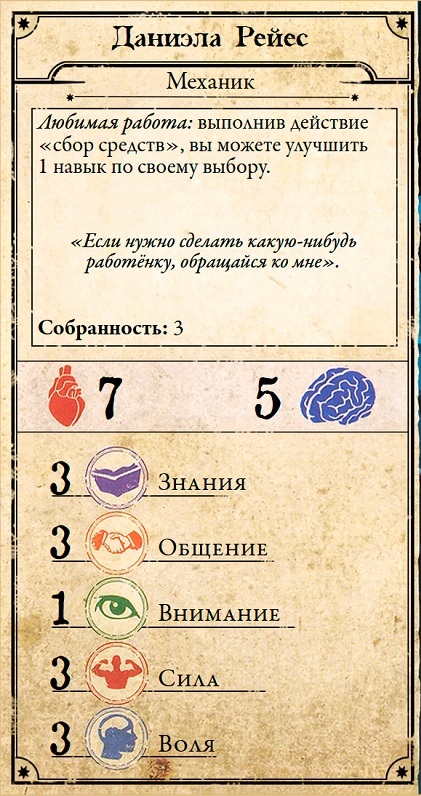 Даниэла Рейес
Механик
Любимая работа: выполнив действие
«сбор средств», вы можете улучшить
1 навык по своему выбору.
«Если нужно сделать какую-нибудь
работёнку, обращайся ко мне».
Собранность: 3
7 5
3 Знания
3 Общение
1 Внимание
3 Сила
3 Воля